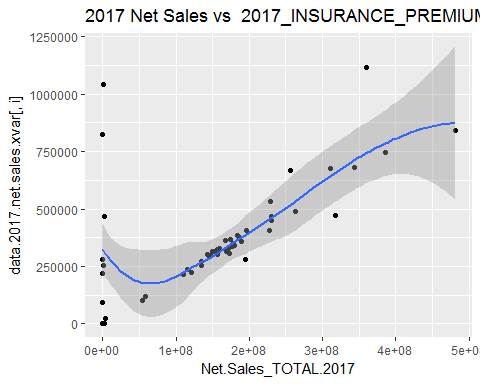 2017 Net Sales vs  2017_INSURANCE_PREMIUM
1250000
1000000
750000
500000
250000
0
data.2017.net.sales.xvar[, i]
0e+00
1e+08
2e+08
3e+08
4e+08
5e+08
Net.Sales_TOTAL.2017